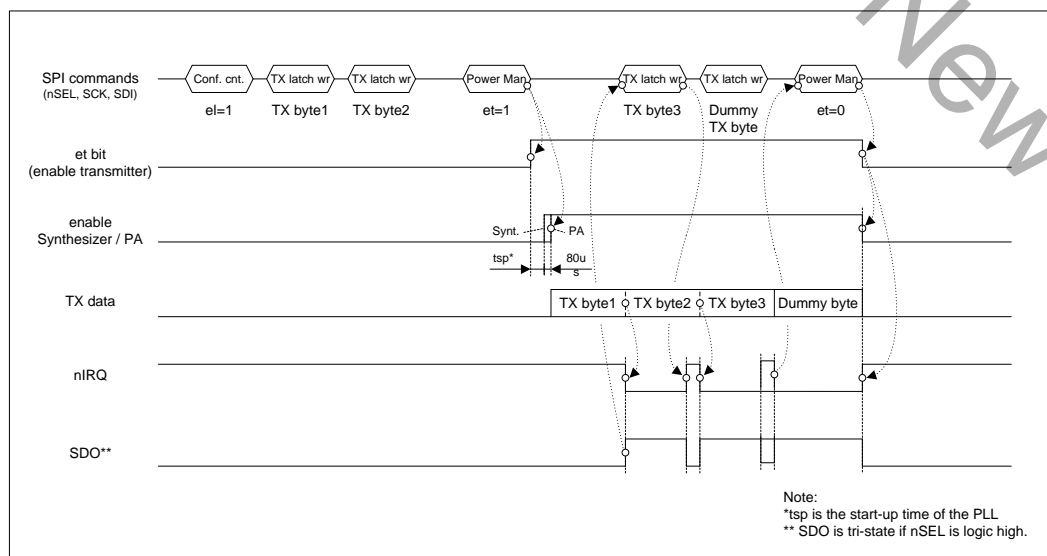 New
SPI commands
(nSEL, SCK, SDI)
Conf. cnt.
TX latch wr
TX latch wr
Power Man
TX latch wr
TX latch wr
Power Man
el=1
TX byte1
TX byte2
et=1
TX byte3
Dummy
TX byte
et=0
et bit
(enable transmitter)
enable
Synthesizer / PA
Synt.
PA
tsp*
80u
s
TX data
TX byte1
TX byte2
TX byte3
Dummy byte
nIRQ
SDO**
Note:
*tsp is the start-up time of the PLL
** SDO is tri-state if nSEL is logic high.